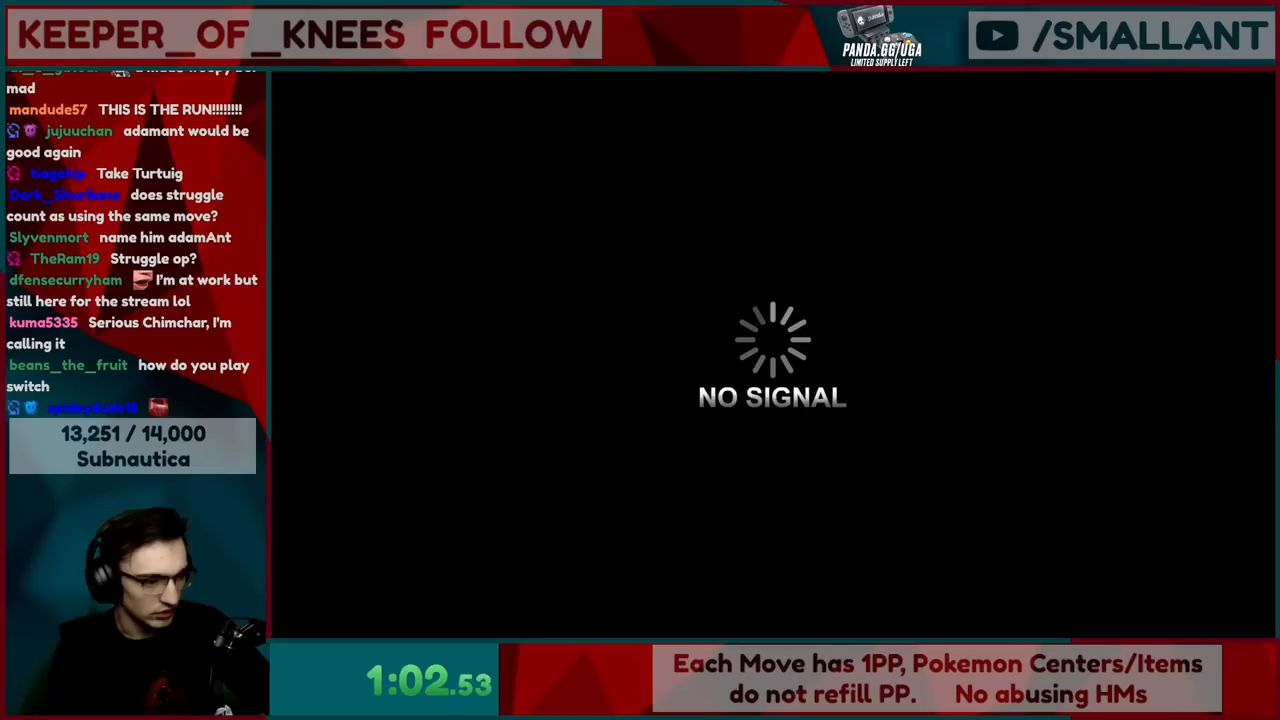 KEEPER_OF_KNEES FOLLOW
PANDA.GG/UGA
LIMITED SUPPLY LEFT
/SMALLANT
mad
mandude57 THIS IS THE RUN!!!!!!!!
jujuuchan adamant would be
good again
tiagohip Take Turtuig
does struggle
count as using the same move?
Slyvenmort name him adamAnt
TheRam19 Struggle op?
dfensecurryham I'm at work but
still here for the stream lol
kuma5335 Serious Chimchar, I'm
calling it
beans_the_fruit how do you play
switch
13,251 / 14,000
Subnautica
NO SIGNAL
1:02.53
Each Move has 1PP, Pokemon Centers/Items
do not refill PP. No abusing HMs